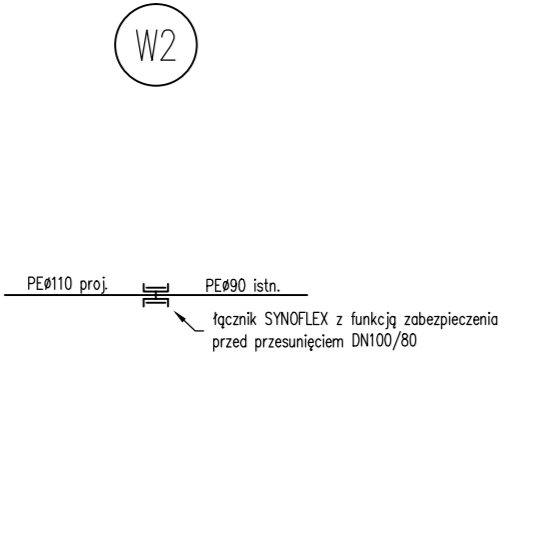 W2
PEø110 proj.
PEø90 istn.
łącznik SYNOFLEX z funkcją zabezpieczenia
przed przesunięciem DN100/80